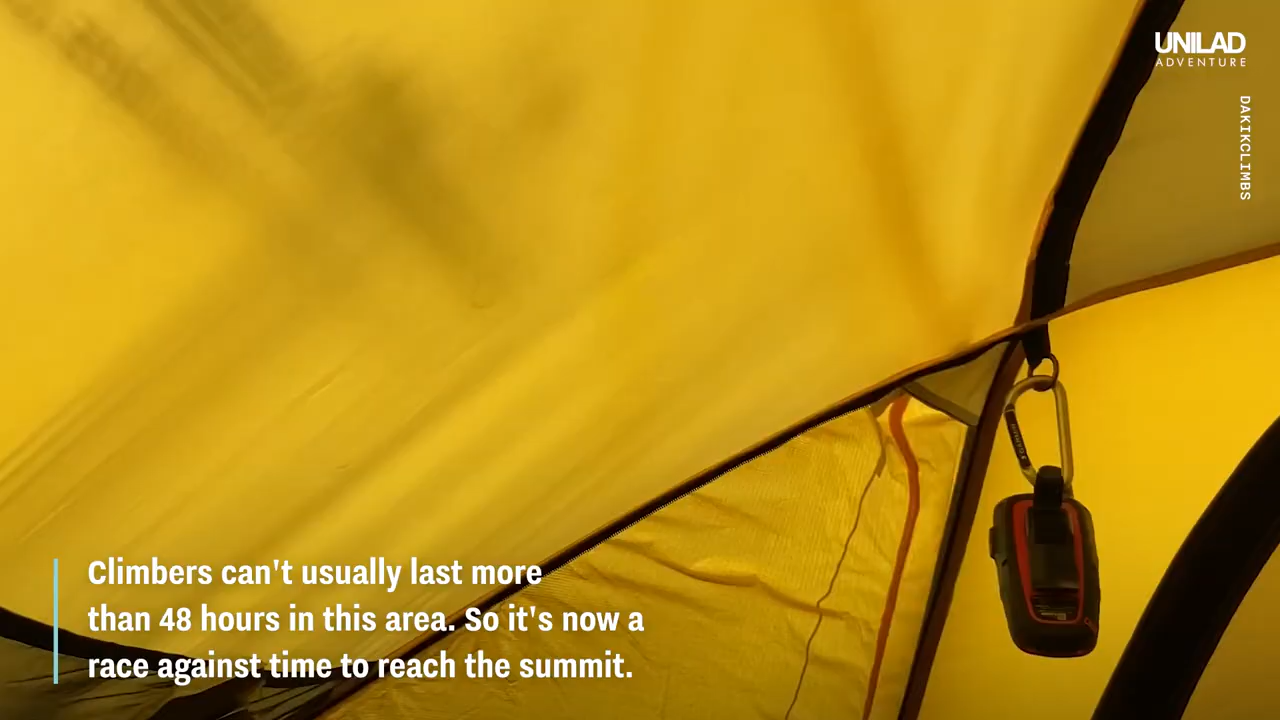 UNILAD
ADVENTURE
DAKIKCLIMBS
GARMIN
Climbers can't usually last more
than 48 hours in this area. So it's now a
race against time to reach the summit.